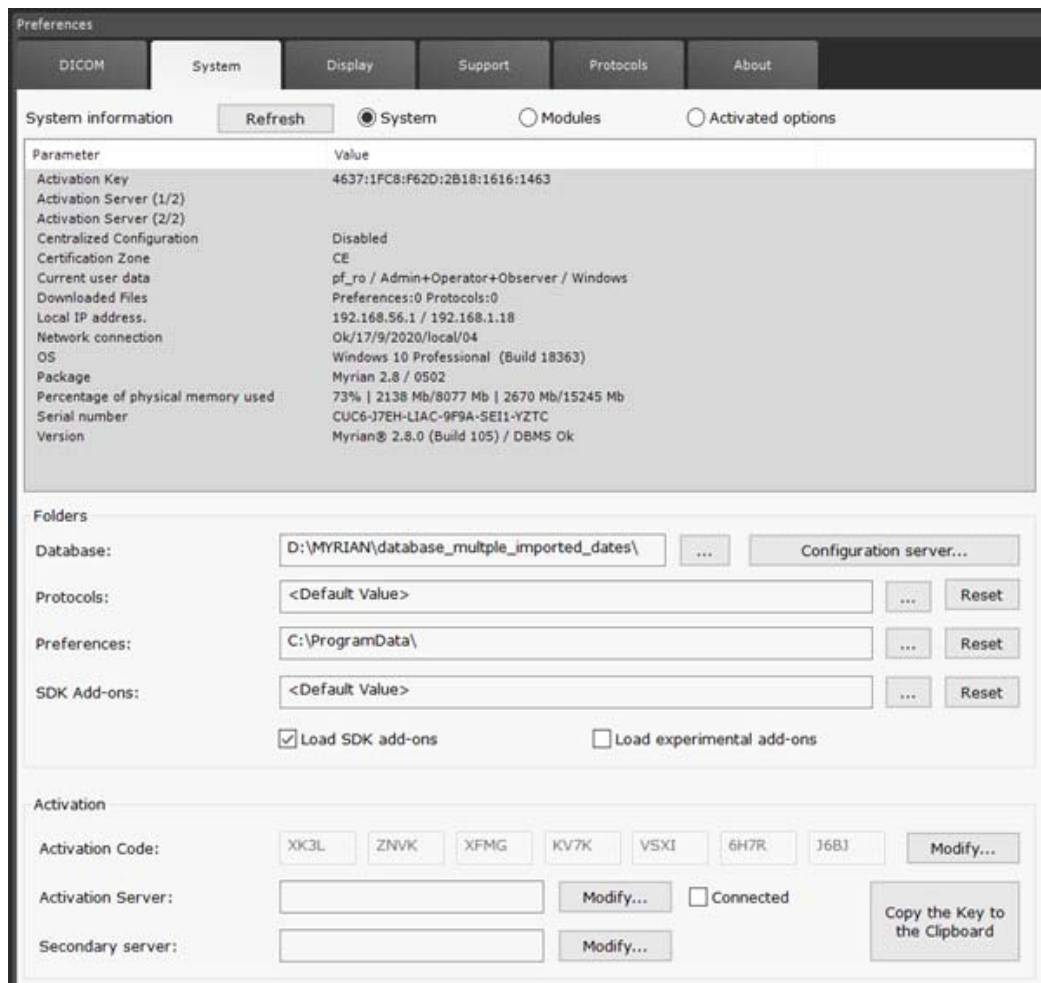 Preferences
DICOM System Display Support Protocols About
System information Refresh System Modules Activated options
Parameter Value
Activation Key 4637:1FC8:F62D:2B18:1616:1463
Activation Server (1/2)
Activation Server (2/2)
Centralized Configuration Disabled
Certification Zone CE
Current user data pf_ro / Admin+Operator+Observer / Windows
Downloaded Files Preferences:0 Protocols:0
Local IP address. 192.168.56.1 / 192.168.1.18
Network connection Ok/17/9/2020/local/04
OS Windows 10 Professional (Build 18363)
Package Myrian 2.8 / 0502
Percentage of physical memory used 73% | 2138 Mb/8077 Mb | 2670 Mb/15245 Mb
Serial number CUC6-J7EH-LIAC-9F9A-SEI1-YZTC
Version Myrian® 2.8.0 (Build 105) / DBMS Ok
Folders
Database: D:\MYRIAN\database_multple_imported_dates\ ... Configuration server...
Protocols: <Default Value> ... Reset
Preferences: C:\ProgramData\ ... Reset
SDK Add-ons: <Default Value> ... Reset
Load SDK add-ons Load experimental add-ons
Activation
Activation Code: XK3L ZNVK XFMG KV7K VSXI 6H7R J6BJ Modify...
Activation Server: Modify... Connected
Copy the Key to
the Clipboard
Secondary server: Modify...